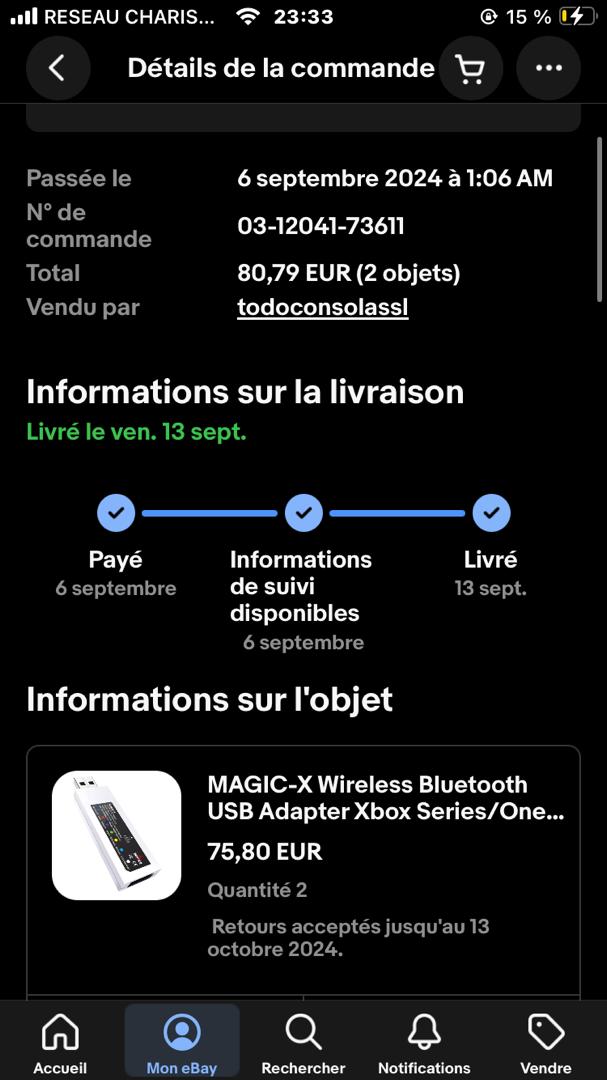 RESEAU CHARIS... 23:33 15 %
Détails de la commande
Passée le 6 septembre 2024 à 1:06 AM
N° de
commande 03-12041-73611
Total 80,79 EUR (2 objets)
Vendu par todoconsolassl
Informations sur la livraison
Livré le ven. 13 sept.
Payé
6 septembre
Informations
de suivi
disponibles
6 septembre
Livré
13 sept.
Informations sur l'objet
MAGIC-X Wireless Bluetooth
USB Adapter Xbox Series/One...
75,80 EUR
Quantité 2
Retours acceptés jusqu'au 13
octobre 2024.
Accueil Mon eBay Rechercher Notifications Vendre